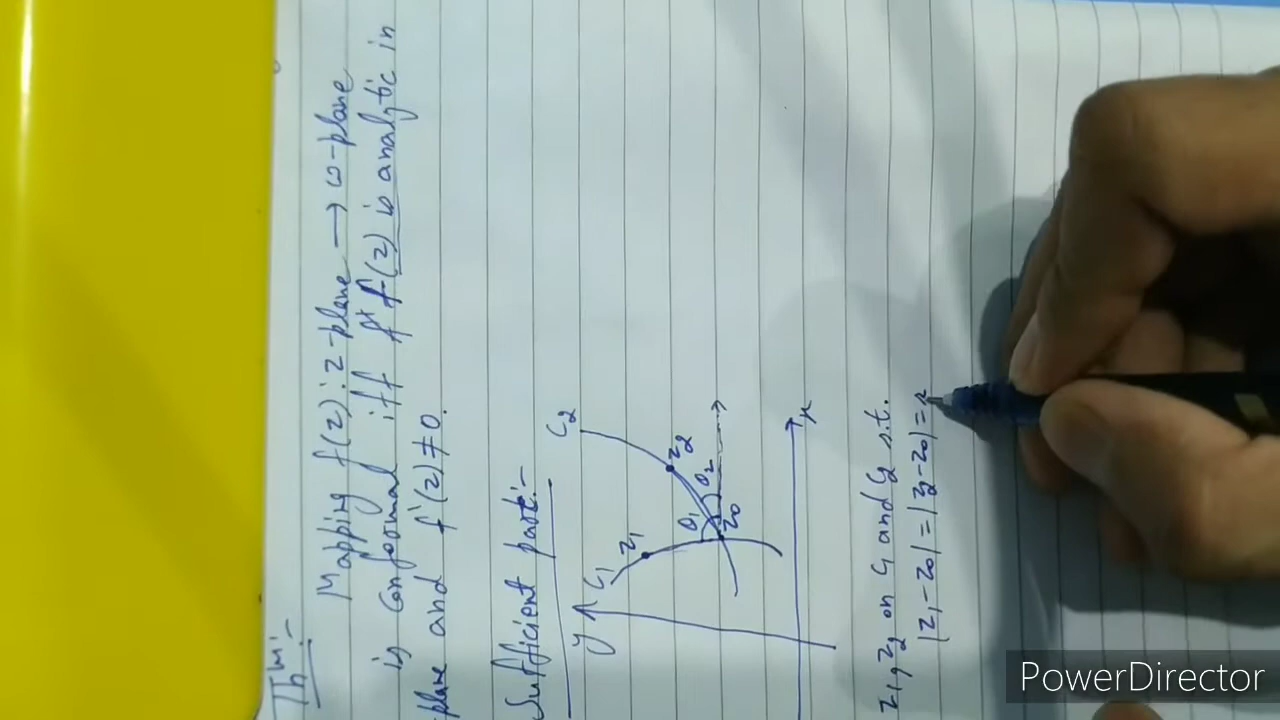 Thm:-
Mapping f(z): z-plane → ω-plane
is conformal iff f(z) is analytic in
plane and f'(z) ≠ 0.
Sufficient part:-
y
C1
C2
z1
z2
θ1
θ2
z0
x
z1, z2 on C1 and C2 s.t.
|z1 - z0| = |z2 - z0| = r
PowerDirector